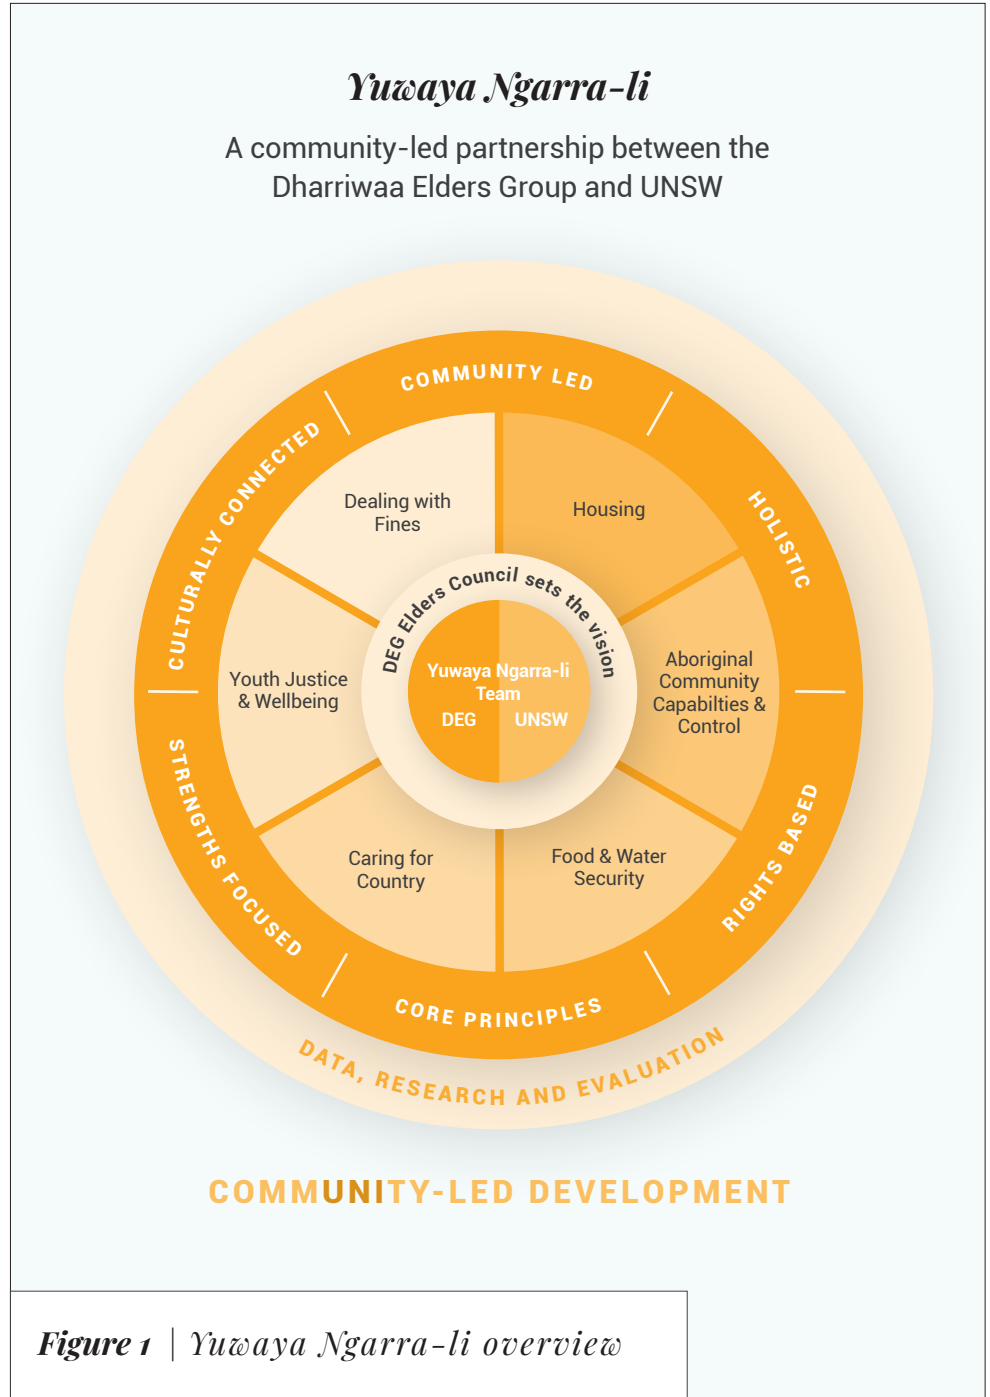 Yuwaya Ngarra-li
A community-led partnership between the
Dharriwaa Elders Group and UNSW
COMMUNITY LED
HOLISTIC
RIGHTS BASED
CORE PRINCIPLES
STRENGTHS FOCUSED
CULTURALLY CONNECTED
Dealing with
Fines
Housing
Aboriginal
Community
Capabilties &
Control
Food & Water
Security
Caring for
Country
Youth Justice
& Wellbeing
DEG Elders Council sets the vision
Yuwaya Ngarra-li
Team
DEG UNSW
DATA, RESEARCH AND EVALUATION
COMMUNITY-LED DEVELOPMENT
Figure 1 | Yuwaya Ngarra-li overview